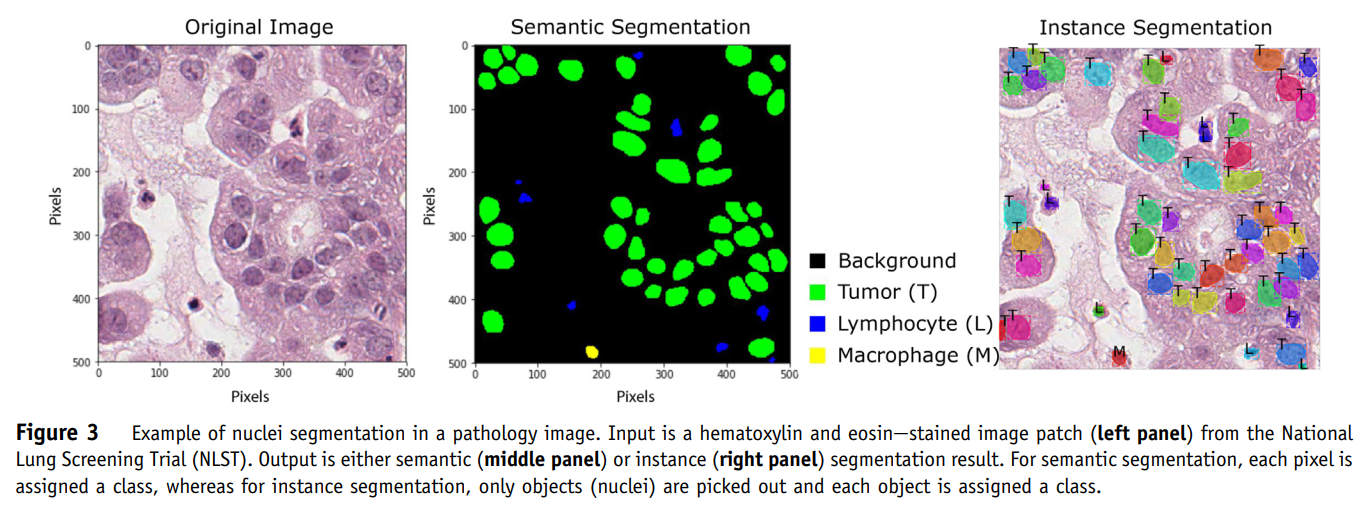 Original Image
Semantic Segmentation
Instance Segmentation
0
100
200
300
400
500
Pixels
0 100 200 300 400 500
Pixels
0
100
200
300
400
500
Pixels
0 100 200 300 400 500
Pixels
Background
Tumor (T)
Lymphocyte (L)
Macrophage (M)
Figure 3 Example of nuclei segmentation in a pathology image. Input is a hematoxylin and eosin—stained image patch (left panel) from the National
Lung Screening Trial (NLST). Output is either semantic (middle panel) or instance (right panel) segmentation result. For semantic segmentation, each pixel is
assigned a class, whereas for instance segmentation, only objects (nuclei) are picked out and each object is assigned a class.